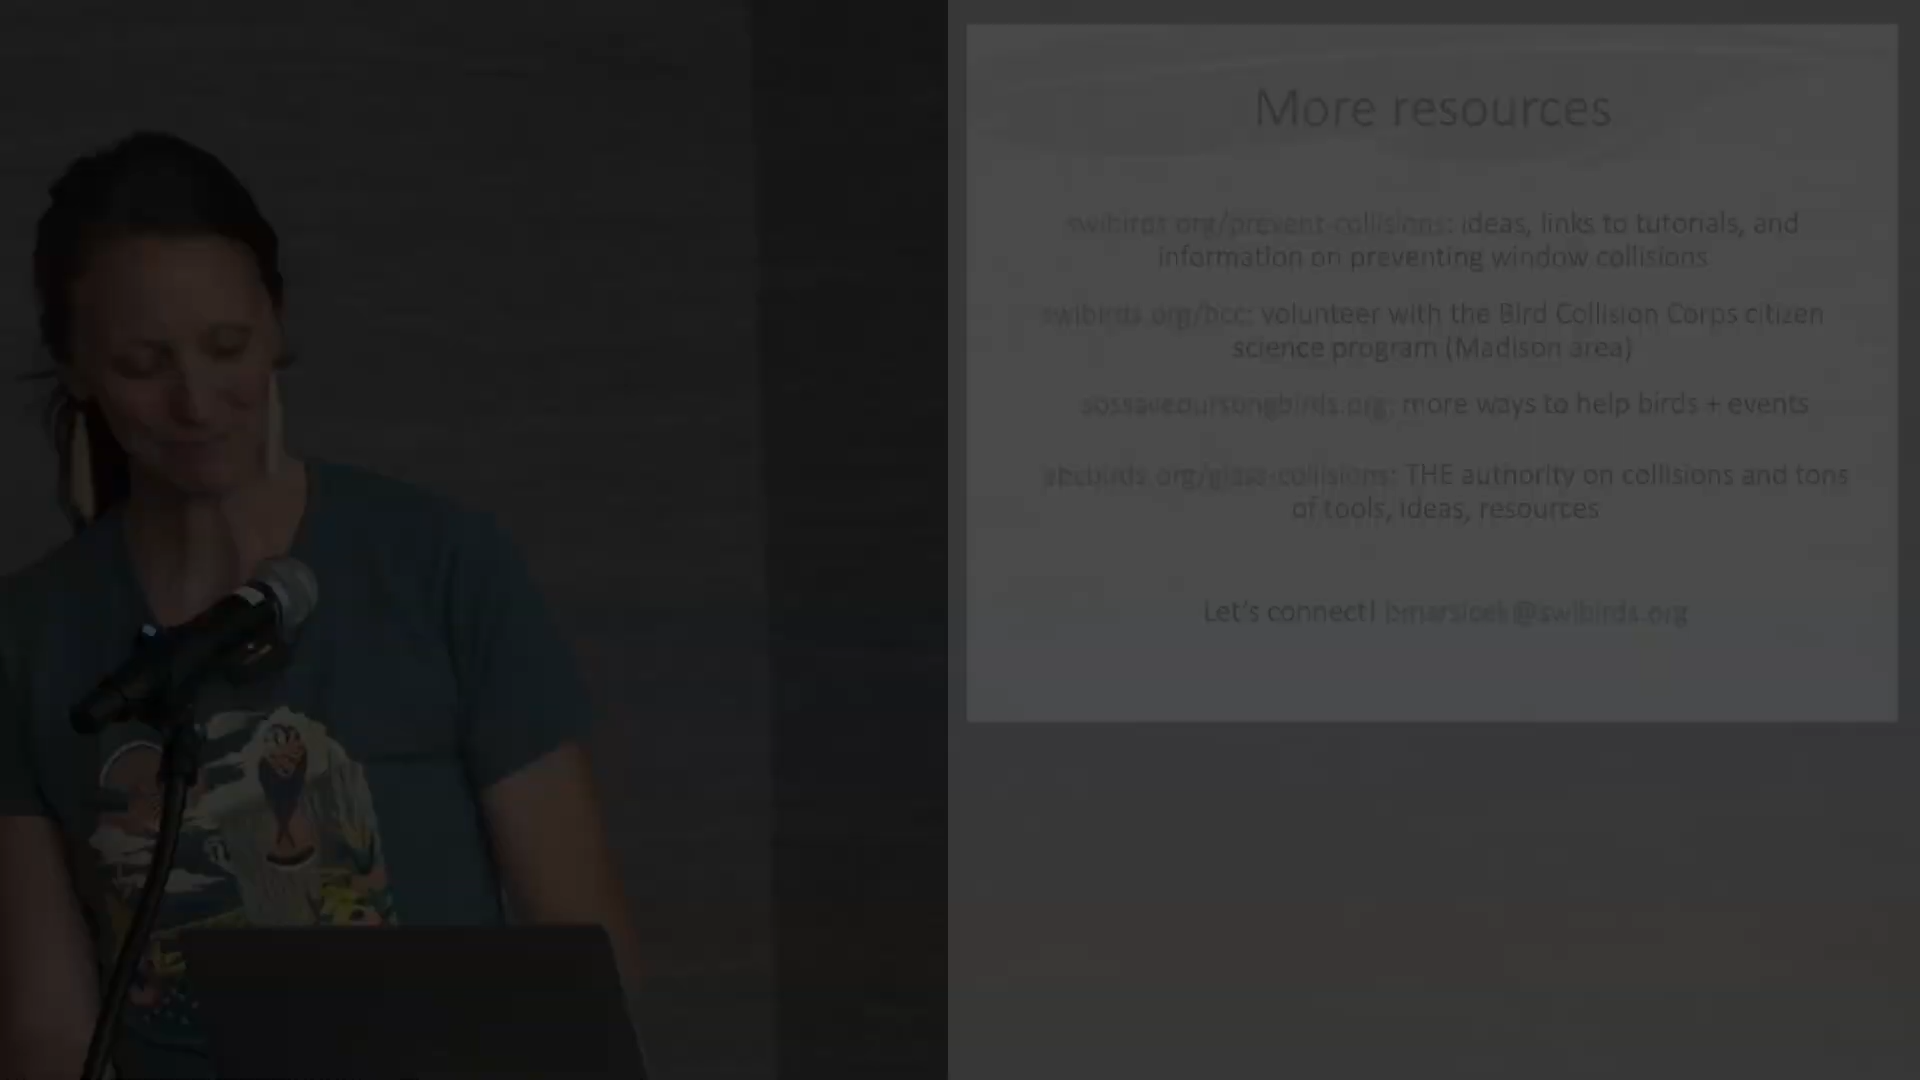 More resources
swibirds.org/prevent-collisions: ideas, links to tutorials, and
information on preventing window collisions
swibirds.org/bcc: volunteer with the Bird Collision Corps citizen
science program (Madison area)
sossaveoursongbirds.org: more ways to help birds + events
abcbirds.org/glass-collisions: THE authority on collisions and tons
of tools, ideas, resources
Let's connect!